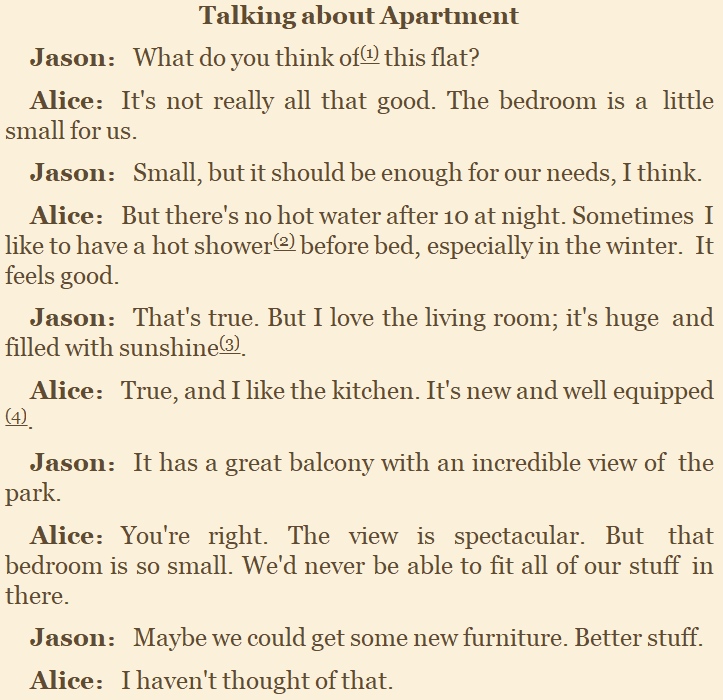 Talking about Apartment
Jason： What do you think of(1) this flat?
Alice： It's not really all that good. The bedroom is a little
small for us.
Jason： Small, but it should be enough for our needs, I think.
Alice： But there's no hot water after 10 at night. Sometimes I
like to have a hot shower(2) before bed, especially in the winter. It
feels good.
Jason： That's true. But I love the living room; it's huge and
filled with sunshine(3).
Alice： True, and I like the kitchen. It's new and well equipped
(4).
Jason： It has a great balcony with an incredible view of the
park.
Alice： You're right. The view is spectacular. But that
bedroom is so small. We'd never be able to fit all of our stuff in
there.
Jason： Maybe we could get some new furniture. Better stuff.
Alice： I haven't thought of that.